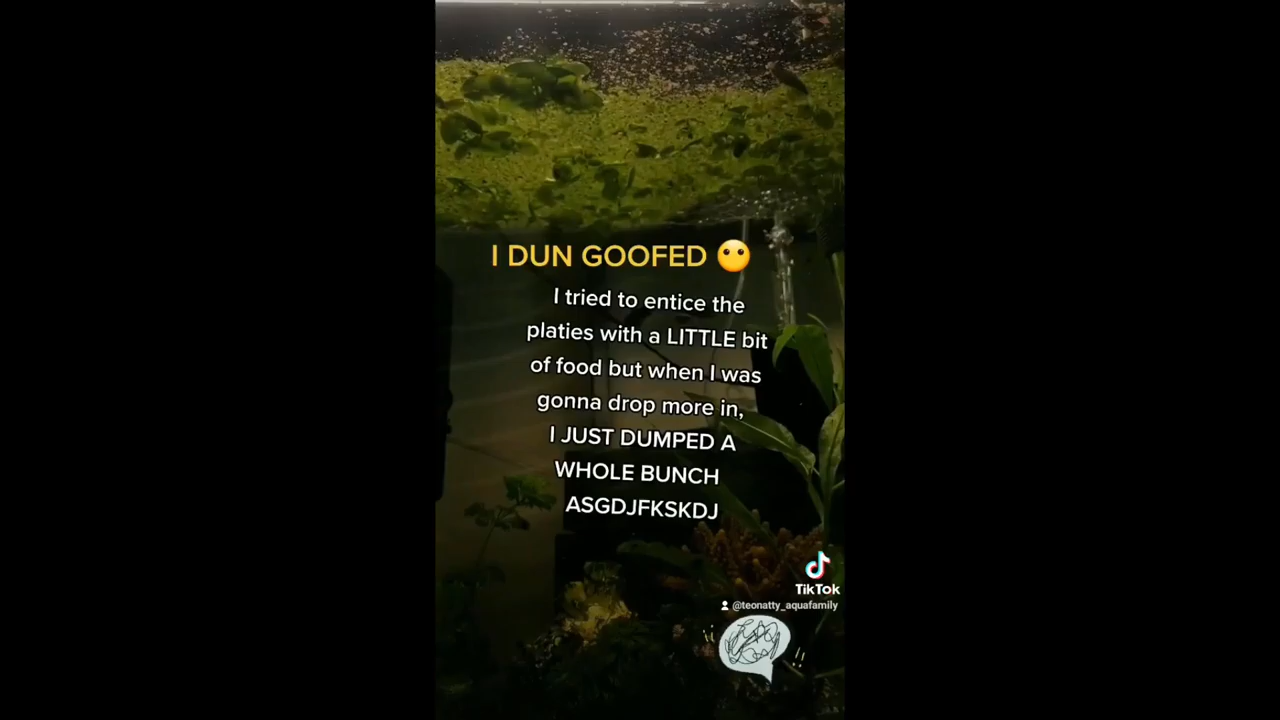 I DUN GOOFED 😶
I tried to entice the
platies with a LITTLE bit
of food but when I was
gonna drop more in,
I JUST DUMPED A
WHOLE BUNCH
ASGDJFKSKDJ
TikTok
@teonatty_aquafamily